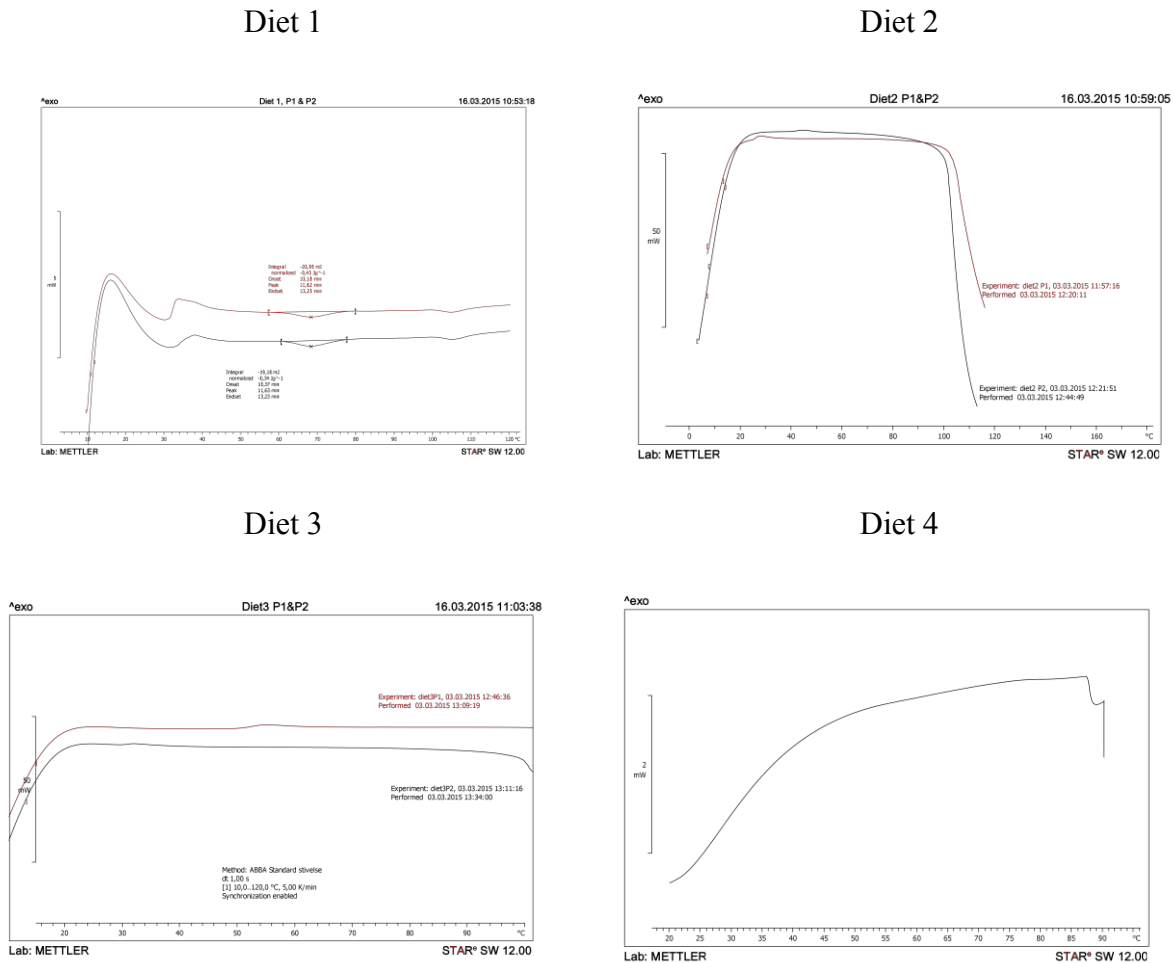 Diet 1
Diet 2
^exo Diet 1, P1 & P2 16.03.2015 10:53:18
5
mW
Integral -20,95 mJ
normalized -0,43 Jg^-1
Onset 10,18 min
Peak 11,62 min
Endset 13,25 min
Integral -19,18 mJ
normalized -0,39 Jg^-1
Onset 10,37 min
Peak 11,63 min
Endset 13,23 min
10 20 30 40 50 60 70 80 90 100 110 120 °C
Lab: METTLER STARe SW 12.00
^exo Diet2 P1&P2 16.03.2015 10:59:05
50
mW
Experiment: diet2 P1, 03.03.2015 11:57:16
Performed 03.03.2015 12:20:11
Experiment: diet2 P2, 03.03.2015 12:21:51
Performed 03.03.2015 12:44:49
0 20 40 60 80 100 120 140 160 °C
Lab: METTLER STARe SW 12.00
Diet 3
Diet 4
^exo Diet3 P1&P2 16.03.2015 11:03:38
50
mW
Experiment: diet3P1, 03.03.2015 12:46:36
Performed 03.03.2015 13:09:19
Experiment: diet3P2, 03.03.2015 13:11:16
Performed 03.03.2015 13:34:00
Method: ABBA Standard stivelse
dt 1,00 s
[1] 10,0..120,0 °C, 5,00 K/min
Synchronization enabled
20 30 40 50 60 70 80 90 °C
Lab: METTLER STARe SW 12.00
^exo
2
mW
20 25 30 35 40 45 50 55 60 65 70 75 80 85 90 °C
Lab: METTLER STARe SW 12.00